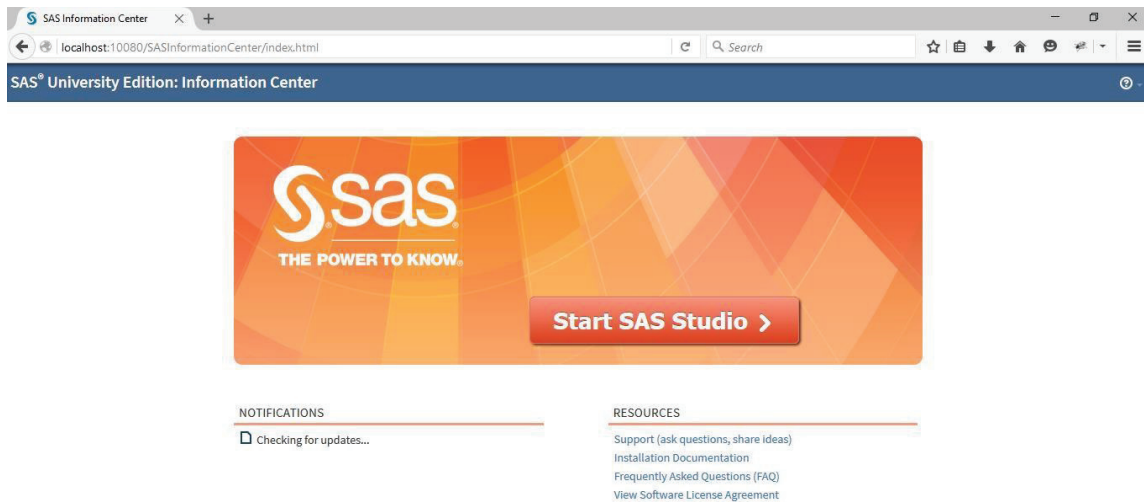 SAS Information Center
localhost:10080/SASInformationCenter/index.html
Search
SAS® University Edition: Information Center
sas
THE POWER TO KNOW®
Start SAS Studio
NOTIFICATIONS
Checking for updates...
RESOURCES
Support (ask questions, share ideas)
Installation Documentation
Frequently Asked Questions (FAQ)
View Software License Agreement